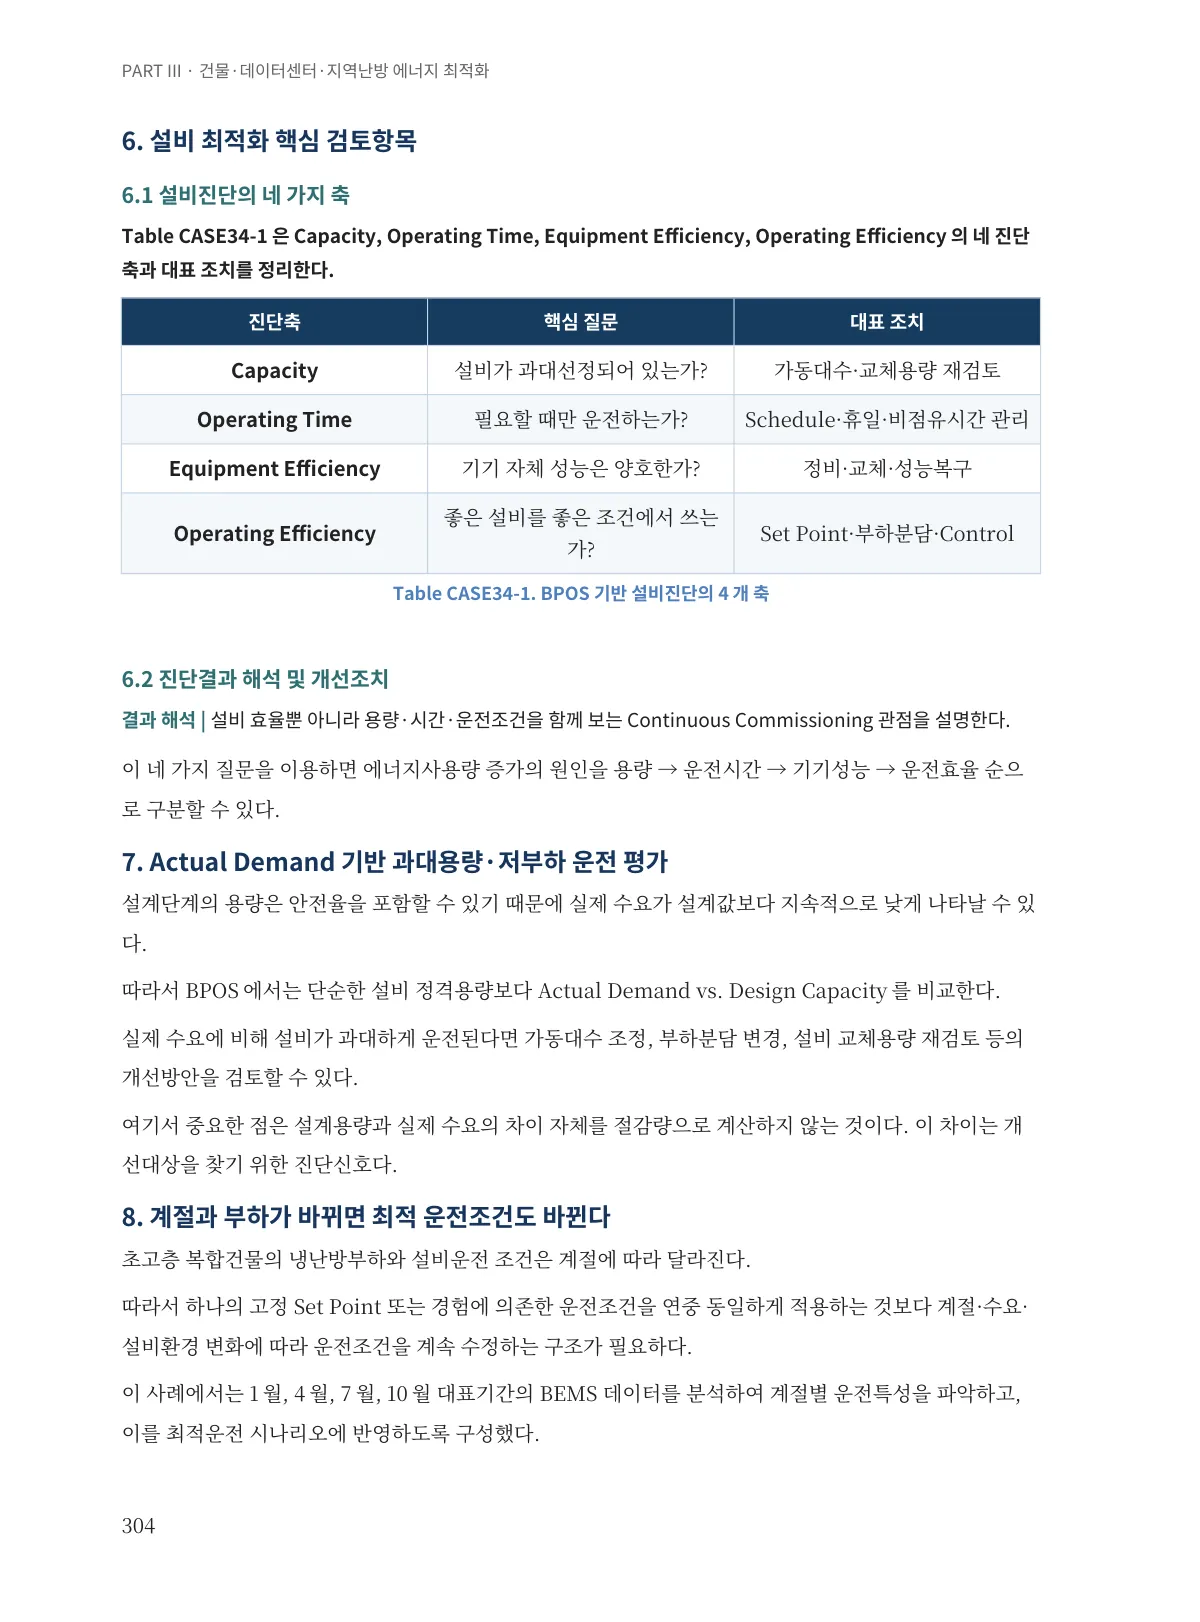 PART III · 건물·데이터센터·지역난방 에너지 최적화
6. 설비 최적화 핵심 검토항목
6.1 설비진단의 네 가지 축
Table CASE34-1 은 Capacity, Operating Time, Equipment Efficiency, Operating Efficiency 의 네 진단
축과 대표 조치를 정리한다.
진단축 핵심 질문 대표 조치
Capacity 설비가 과대선정되어 있는가? 가동대수·교체용량 재검토
Operating Time 필요할 때만 운전하는가? Schedule·휴일·비점유시간 관리
Equipment Efficiency 기기 자체 성능은 양호한가? 정비·교체·성능복구
Operating Efficiency 좋은 설비를 좋은 조건에서 쓰는 Set Point·부하분담·Control
가?
Table CASE34-1. BPOS 기반 설비진단의 4 개 축
6.2 진단결과 해석 및 개선조치
결과 해석 | 설비 효율뿐 아니라 용량·시간·운전조건을 함께 보는 Continuous Commissioning 관점을 설명한다.
이 네 가지 질문을 이용하면 에너지사용량 증가의 원인을 용량 → 운전시간 → 기기성능 → 운전효율 순으
로 구분할 수 있다.
7. Actual Demand 기반 과대용량·저부하 운전 평가
설계단계의 용량은 안전율을 포함할 수 있기 때문에 실제 수요가 설계값보다 지속적으로 낮게 나타날 수 있
다.
따라서 BPOS 에서는 단순한 설비 정격용량보다 Actual Demand vs. Design Capacity 를 비교한다.
실제 수요에 비해 설비가 과대하게 운전된다면 가동대수 조정, 부하분담 변경, 설비 교체용량 재검토 등의
개선방안을 검토할 수 있다.
여기서 중요한 점은 설계용량과 실제 수요의 차이 자체를 절감량으로 계산하지 않는 것이다. 이 차이는 개
선대상을 찾기 위한 진단신호다.
8. 계절과 부하가 바뀌면 최적 운전조건도 바뀐다
초고층 복합건물의 냉난방부하와 설비운전 조건은 계절에 따라 달라진다.
따라서 하나의 고정 Set Point 또는 경험에 의존한 운전조건을 연중 동일하게 적용하는 것보다 계절·수요·
설비환경 변화에 따라 운전조건을 계속 수정하는 구조가 필요하다.
이 사례에서는 1 월, 4 월, 7 월, 10 월 대표기간의 BEMS 데이터를 분석하여 계절별 운전특성을 파악하고,
이를 최적운전 시나리오에 반영하도록 구성했다.
304